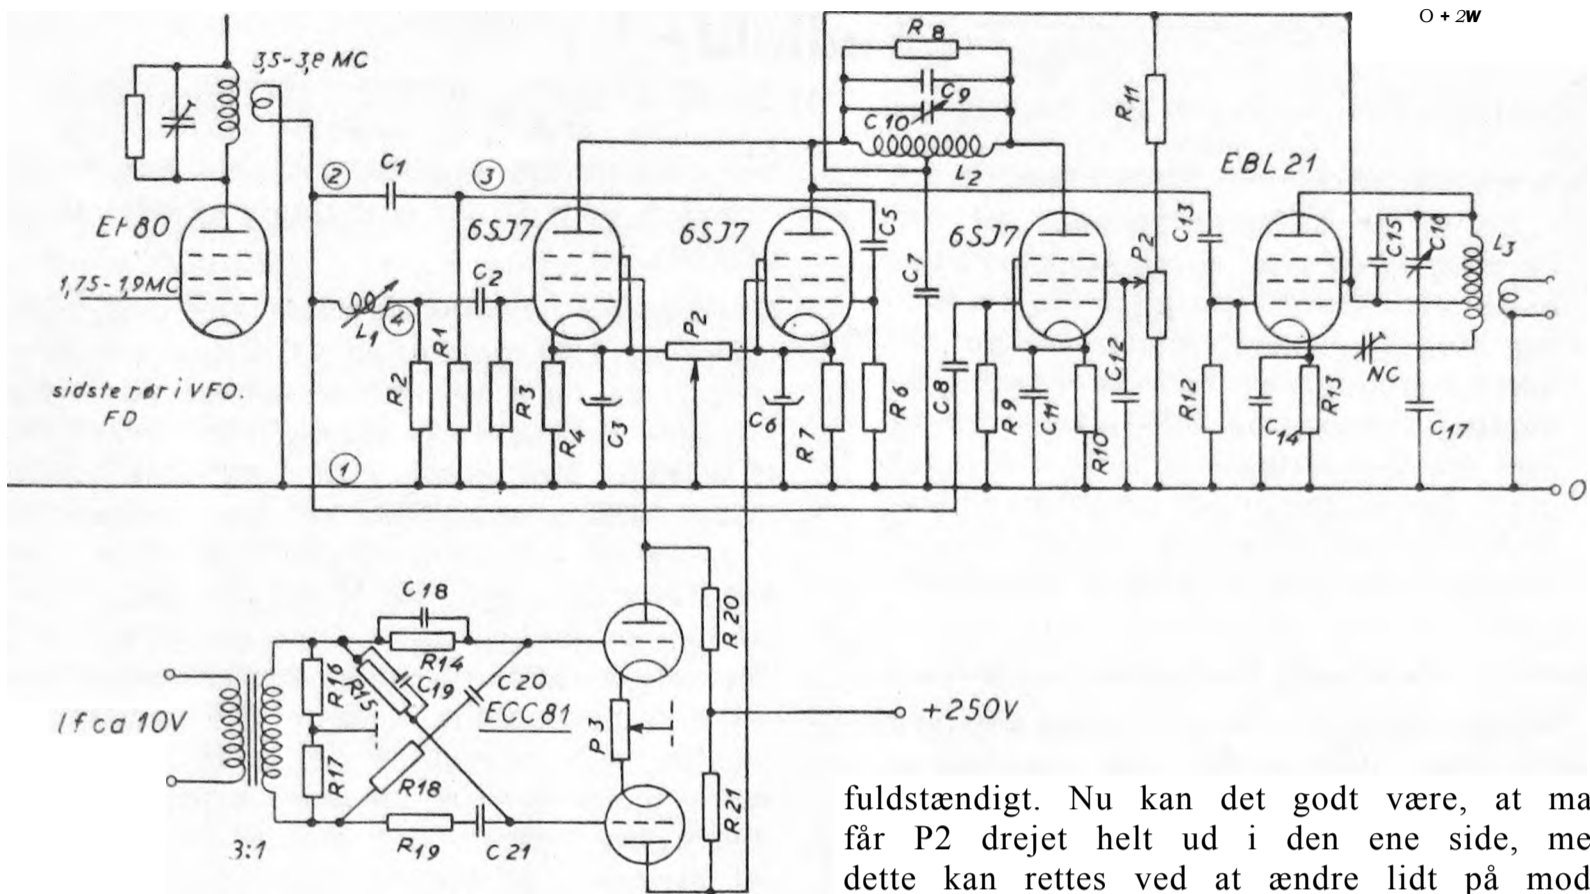 O + 2W
3,5-3,8 MC
R8
C9
C10
L2
R11
EBL21
2
C1
3
EF80
6SJ7
6SJ7
6SJ7
C5
C7
P2
C13
C15
C16
L3
1,75-1,9MC
L1
4
C2
P2
R2
R1
R3
R4
C3
C6
R7
R6
C8
R9
C11
R10
C12
R12
C14
R13
NC
C17
sidste rør i VFO.
FD
1
O
C18
R14
R20
R16
R15
C19
C20
ECC81
P3
+250V
lf ca 10V
R17
R18
R21
R19
C21
3:1
fuldstændigt. Nu kan det godt være, at ma
får P2 drejet helt ud i den ene side, me
dette kan rettes ved at ændre lidt på mod